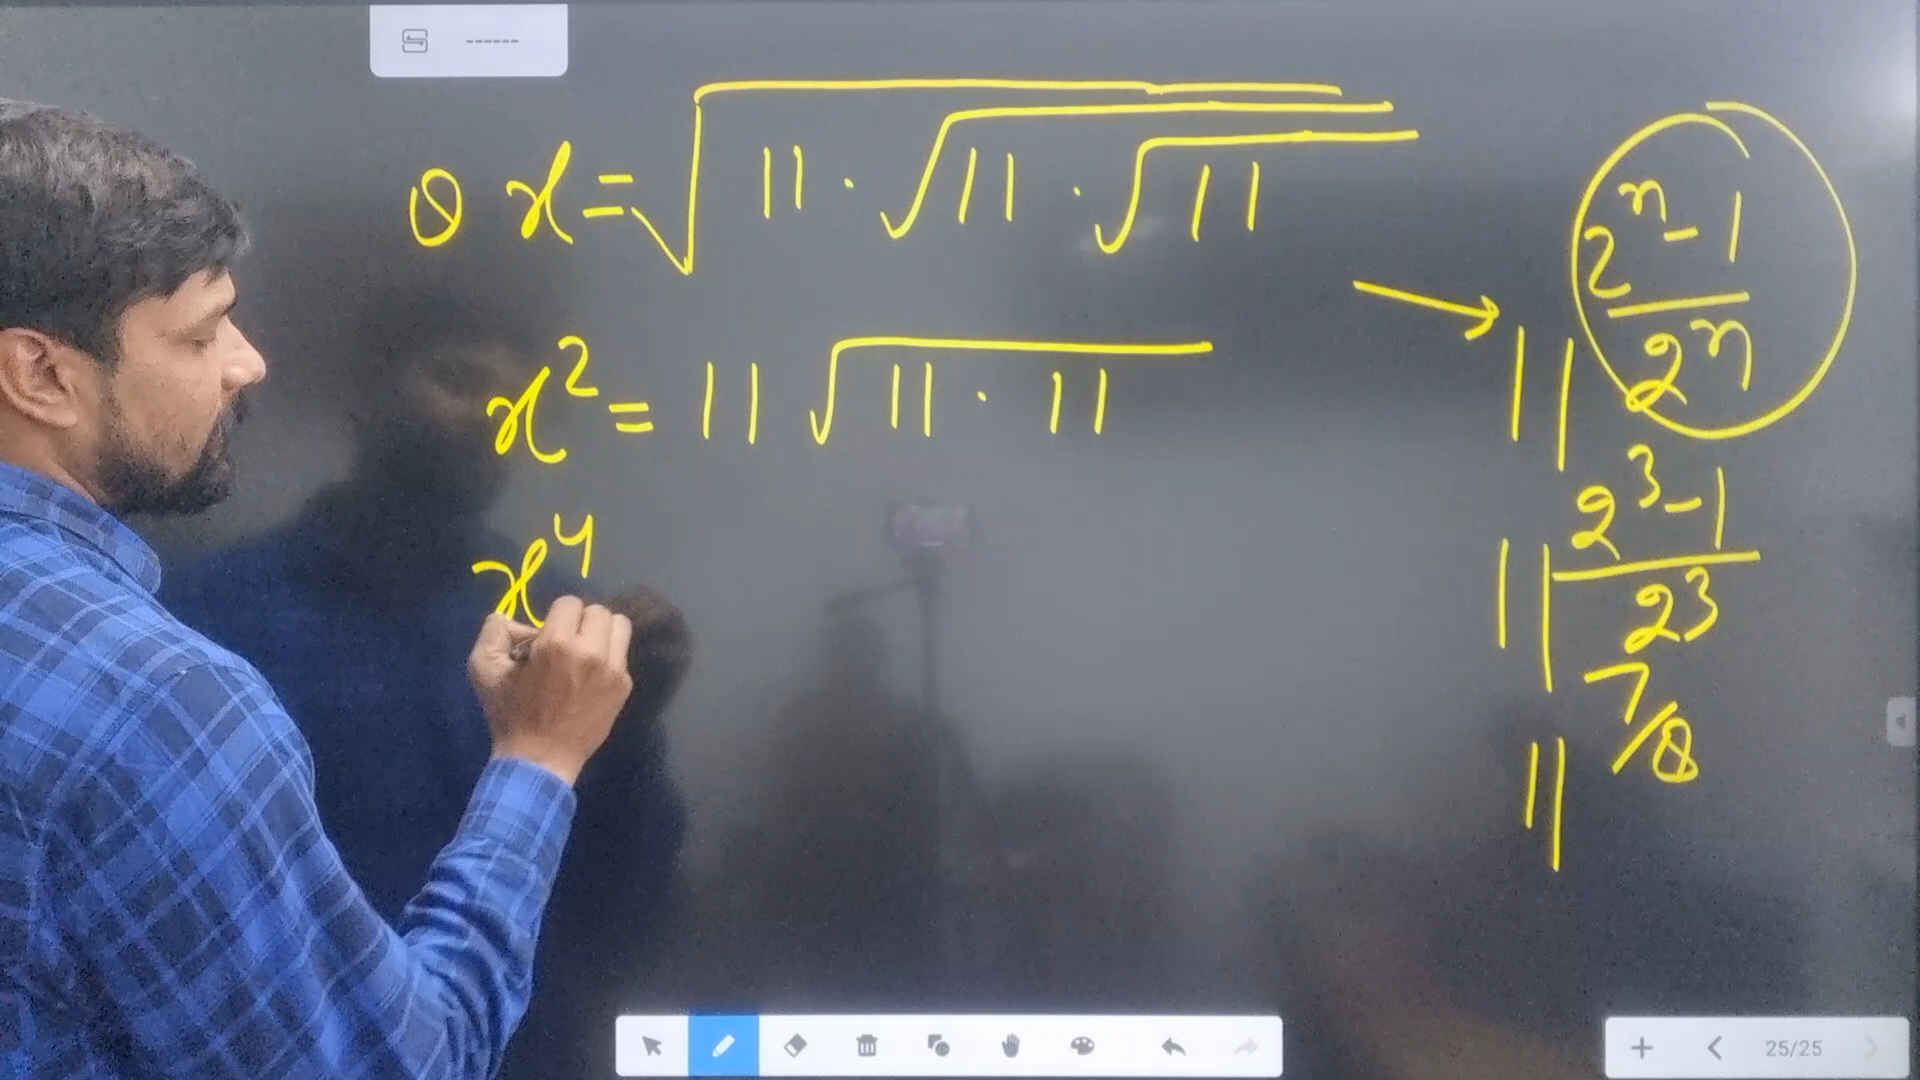 Q x = √(11 · √(11 · √11))
x² = 11 √(11 · 11)
x⁴
→ 11^((2ⁿ - 1)/2ⁿ)
11^((2³ - 1)/2³)
11^(7/8)
25/25